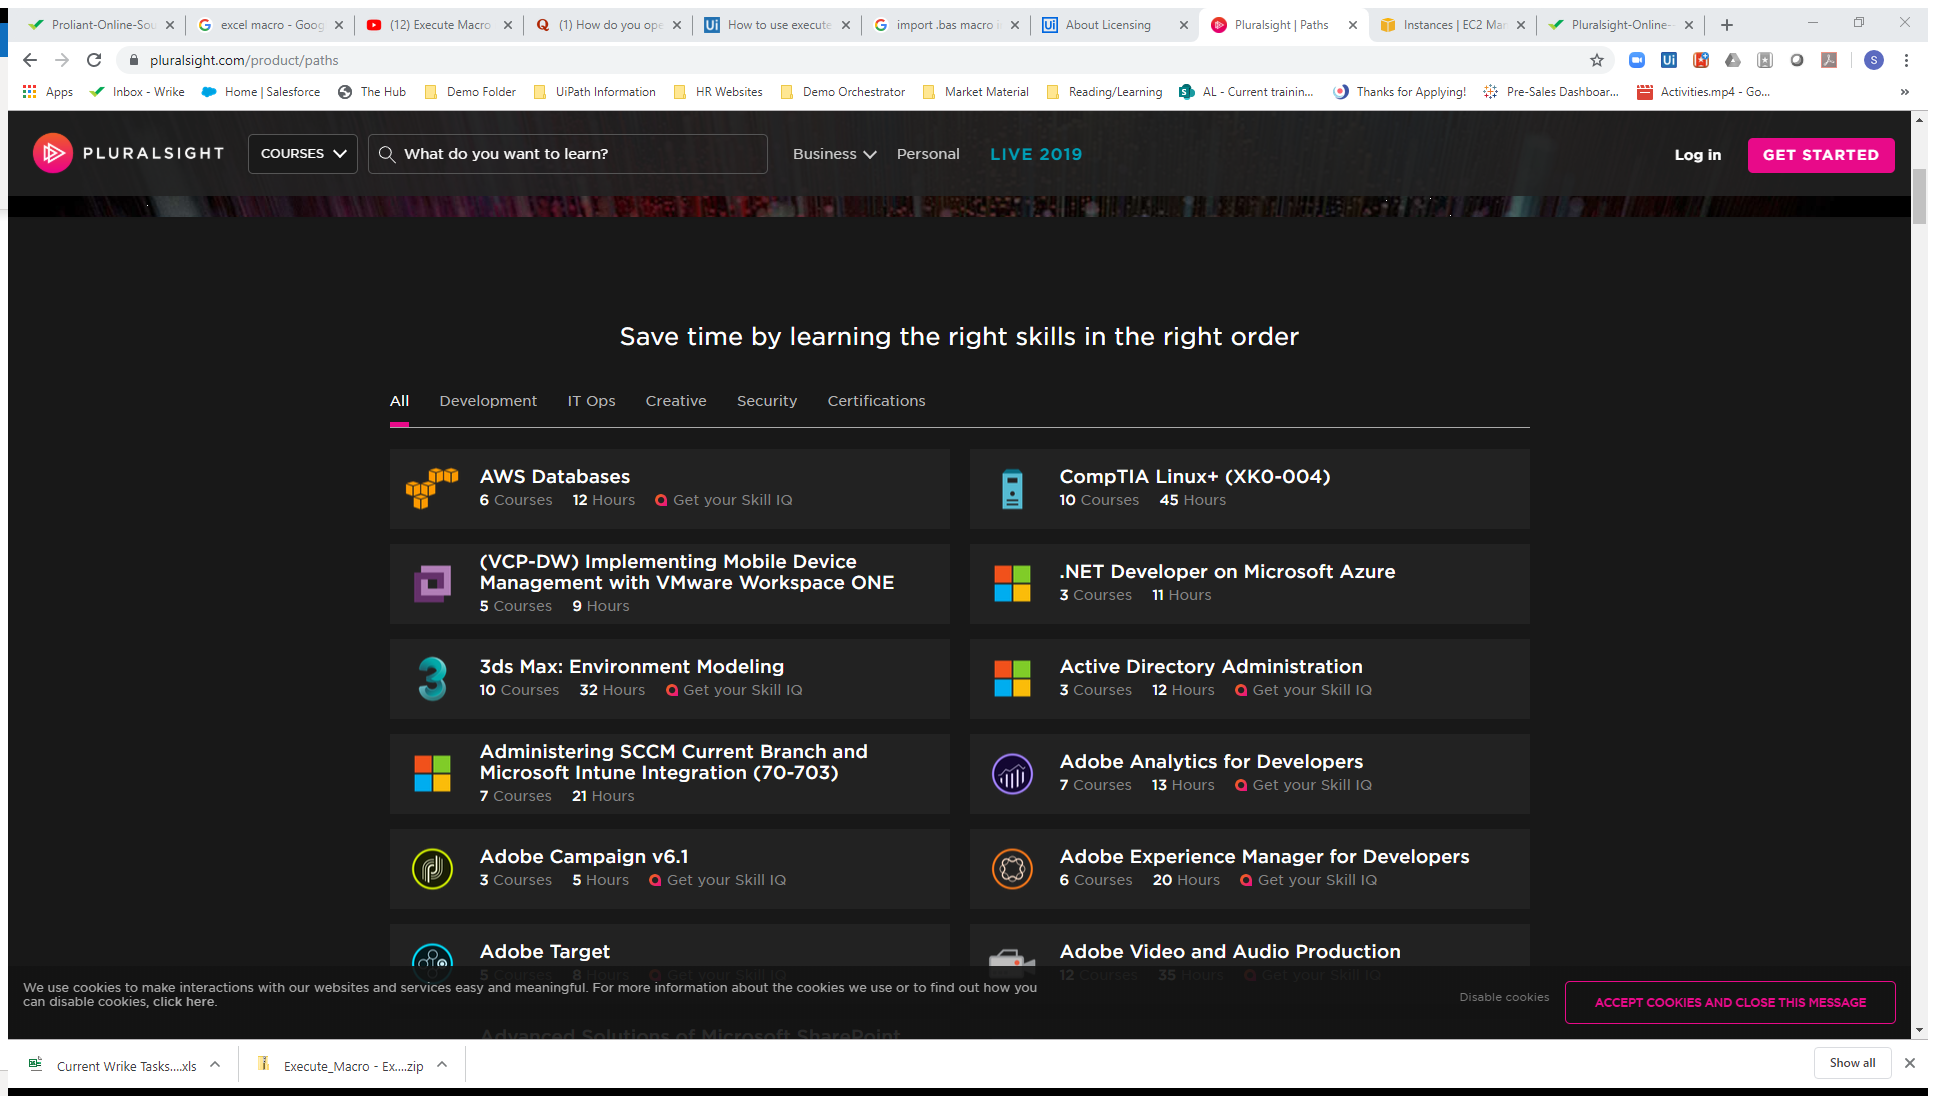 Proliant-Online-Sou
excel macro - Goog
(12) Execute Macro
(1) How do you ope
How to use execute
import .bas macro i
About Licensing
Pluralsight | Paths
Instances | EC2 Man
Pluralsight-Online-
pluralsight.com/product/paths
Apps
Inbox - Wrike
Home | Salesforce
The Hub
Demo Folder
UiPath Information
HR Websites
Demo Orchestrator
Market Material
Reading/Learning
AL - Current trainin...
Thanks for Applying!
Pre-Sales Dashboar...
Activities.mp4 - Go...
PLURALSIGHT
COURSES
What do you want to learn?
Business
Personal
LIVE 2019
Log in
GET STARTED
Save time by learning the right skills in the right order
All Development IT Ops Creative Security Certifications
AWS Databases
6 Courses 12 Hours Get your Skill IQ
CompTIA Linux+ (XK0-004)
10 Courses 45 Hours
(VCP-DW) Implementing Mobile Device
Management with VMware Workspace ONE
5 Courses 9 Hours
.NET Developer on Microsoft Azure
3 Courses 11 Hours
3ds Max: Environment Modeling
10 Courses 32 Hours Get your Skill IQ
Active Directory Administration
3 Courses 12 Hours Get your Skill IQ
Administering SCCM Current Branch and
Microsoft Intune Integration (70-703)
7 Courses 21 Hours
Adobe Analytics for Developers
7 Courses 13 Hours Get your Skill IQ
Adobe Campaign v6.1
3 Courses 5 Hours Get your Skill IQ
Adobe Experience Manager for Developers
6 Courses 20 Hours Get your Skill IQ
Adobe Target
5 Courses 8 Hours Get your Skill IQ
Adobe Video and Audio Production
12 Courses 35 Hours Get your Skill IQ
We use cookies to make interactions with our websites and services easy and meaningful. For more information about the cookies we use or to find out how you
can disable cookies, click here.
Disable cookies
ACCEPT COOKIES AND CLOSE THIS MESSAGE
Advanced Solutions of Microsoft SharePoint
Current Wrike Tasks....xls
Execute_Macro - Ex....zip
Show all